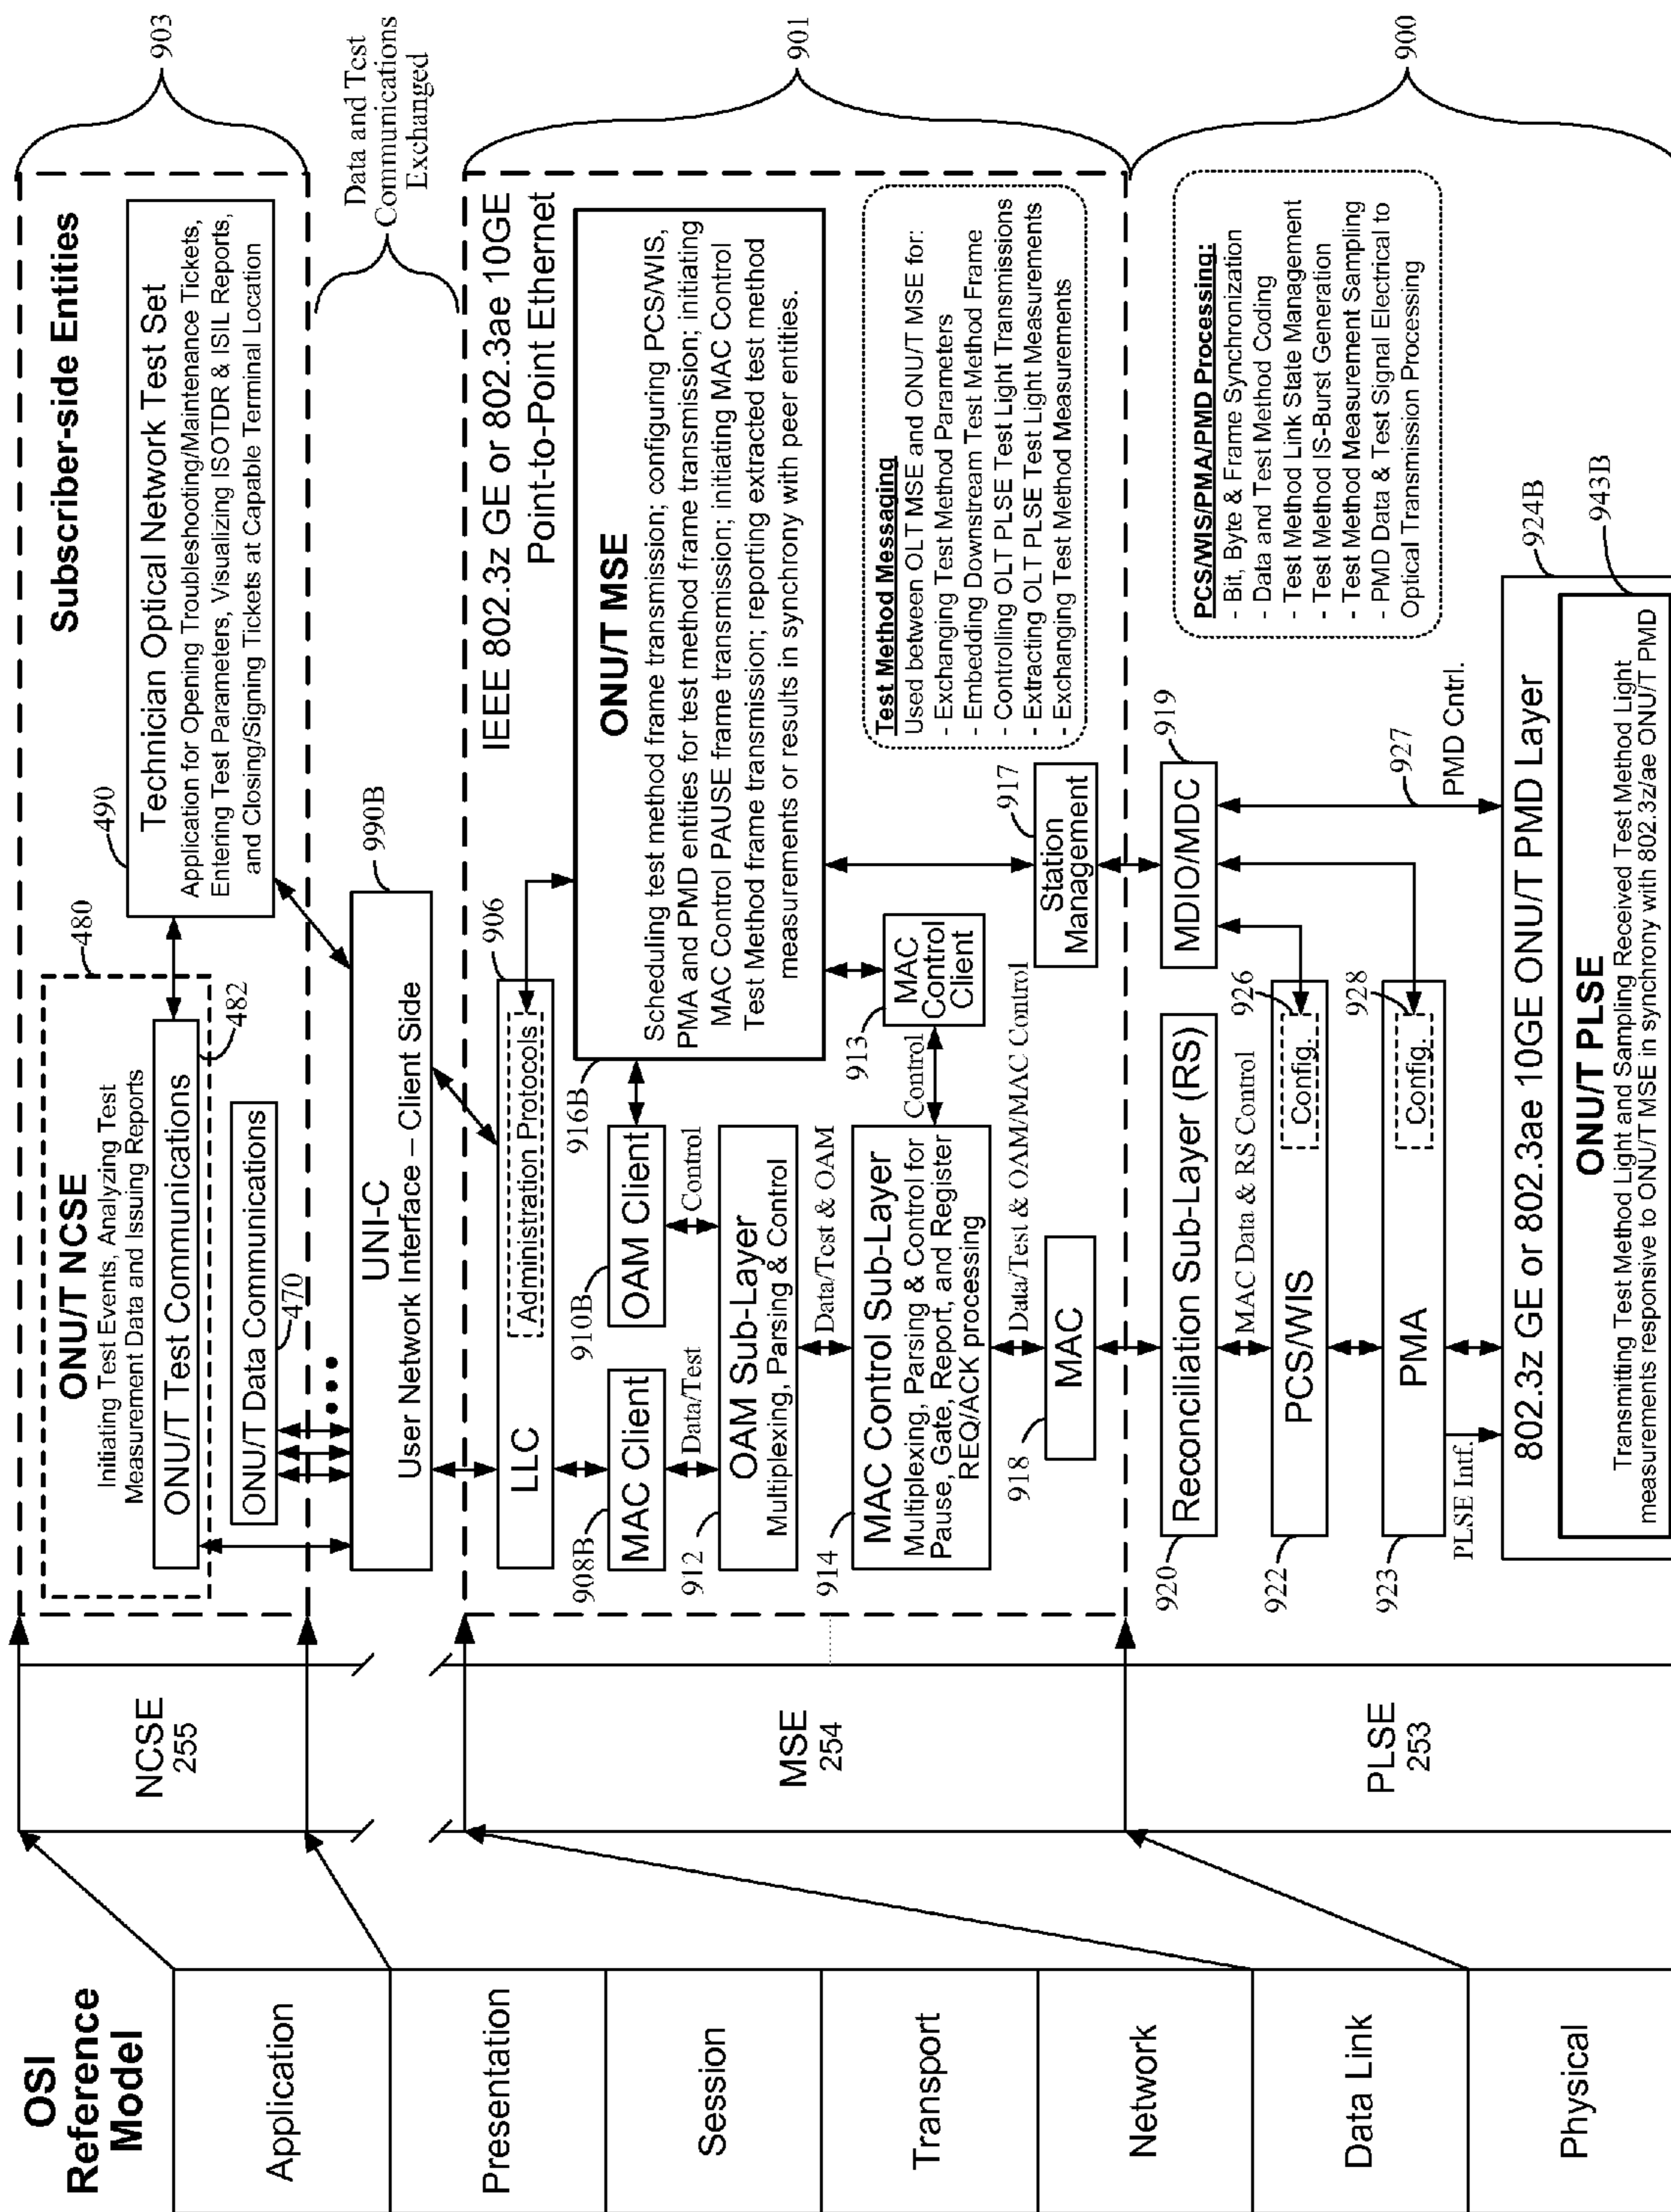 OSI
Reference
Model
Application
Presentation
Session
Transport
Network
Data Link
Physical
NCSE
255
MSE
254
PLSE
253
Subscriber-side Entities
903
ONU/T NCSE
Initiating Test Events, Analyzing Test
Measurement Data and Issuing Reports
ONU/T Test Communications
480
482
ONU/T Data Communications
470
490
Technician Optical Network Test Set
Application for Opening Troubleshooting/Maintenance Tickets,
Entering Test Parameters, Visualizing ISOTDR & ISIL Reports,
and Closing/Signing Tickets at Capable Terminal Location
Data and Test
Communications
Exchanged
UNI-C
User Network Interface – Client Side
990B
IEEE 802.3z GE or 802.3ae 10GE
Point-to-Point Ethernet
901
LLC
Administration Protocols
906
908B
MAC Client
910B
OAM Client
916B
ONU/T MSE
Scheduling test method frame transmission; configuring PCS/WIS,
PMA and PMD entities for test method frame transmission; initiating
MAC Control PAUSE frame transmission; initiating MAC Control
Test Method frame transmission; reporting extracted test method
measurements or results in synchrony with peer entities.
Data/Test
Control
912
OAM Sub-Layer
Multiplexing, Parsing & Control
Data/Test & OAM
914
MAC Control Sub-Layer
Multiplexing, Parsing & Control for
Pause, Gate, Report, and Register
REQ/ACK processing
Control
913
MAC
Control
Client
Data/Test & OAM/MAC Control
918
MAC
917
Station
Management
Test Method Messaging
Used between OLT MSE and ONU/T MSE for:
- Exchanging Test Method Parameters
- Embedding Downstream Test Method Frame
- Controlling OLT PLSE Test Light Transmissions
- Extracting OLT PLSE Test Light Measurements
- Exchanging Test Method Measurements
900
920
Reconciliation Sub-Layer (RS)
MAC Data & RS Control
922
PCS/WIS
Config.
926
923
PMA
Config.
928
MDIO/MDC
919
927
PMD Cntrl.
PLSE Intf.
PCS/WIS/PMA/PMD Processing:
- Bit, Byte & Frame Synchronization
- Data and Test Method Coding
- Test Method Link State Management
- Test Method IS-Burst Generation
- Test Method Measurement Sampling
- PMD Data & Test Signal Electrical to
Optical Transmission Processing
924B
802.3z GE or 802.3ae 10GE ONU/T PMD Layer
943B
ONU/T PLSE
Transmitting Test Method Light and Sampling Received Test Method Light
measurements responsive to ONU/T MSE in synchrony with 802.3z/ae ONU/T PMD